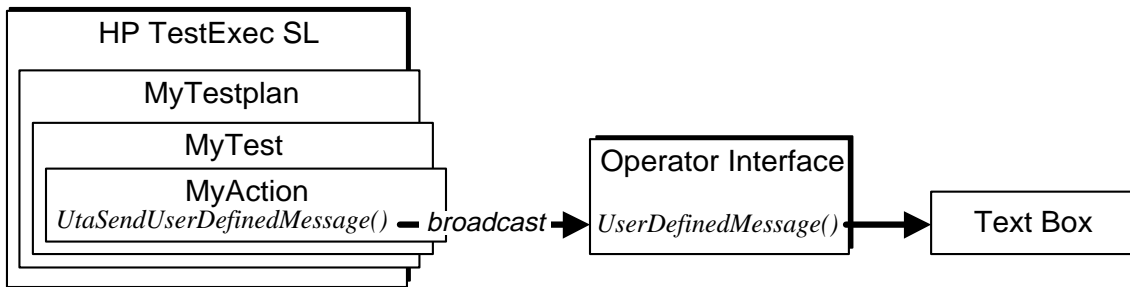 HP TestExec SL
MyTestplan
MyTest
MyAction
UtaSendUserDefinedMessage()
broadcast
Operator Interface
UserDefinedMessage()
Text Box